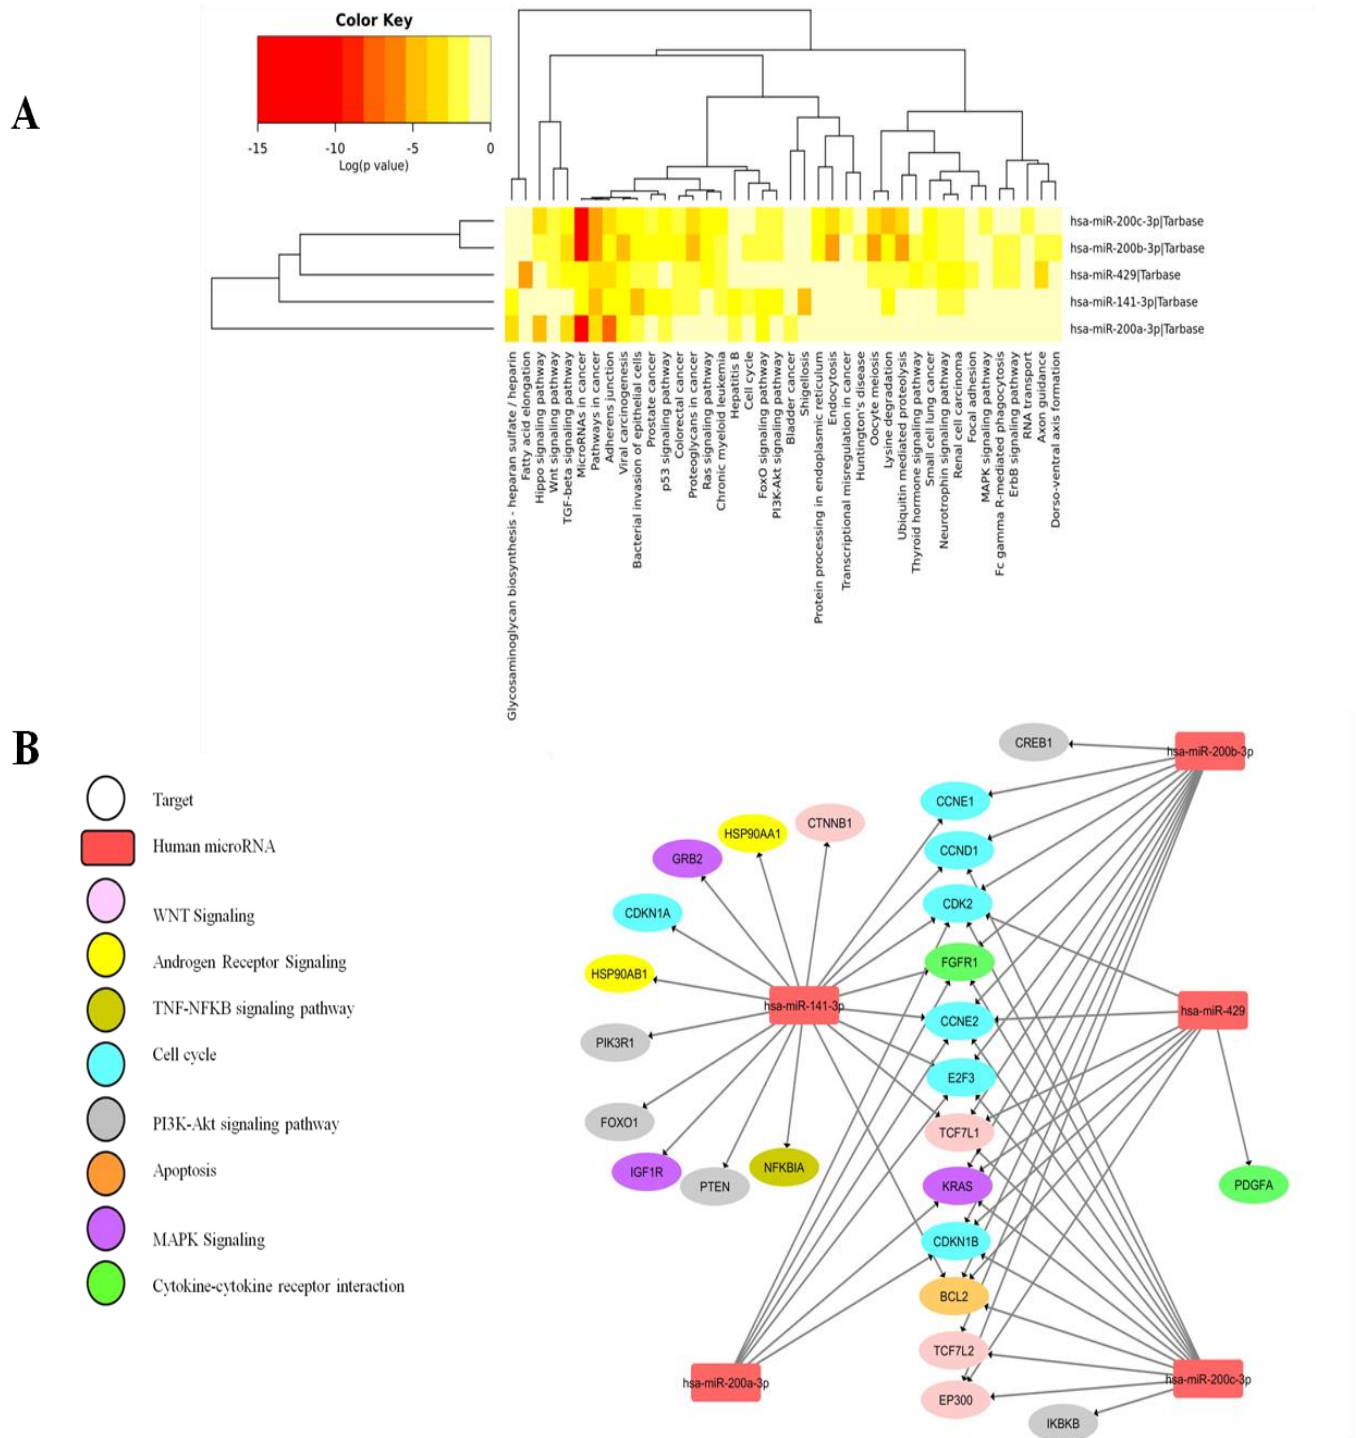 A
Color Key
-15 -10 -5 0
Log(p value)
hsa-miR-200c-3p|Tarbase
hsa-miR-200b-3p|Tarbase
hsa-miR-429|Tarbase
hsa-miR-141-3p|Tarbase
hsa-miR-200a-3p|Tarbase
Glycosaminoglycan biosynthesis - heparan sulfate / heparin
Fatty acid elongation
Hippo signaling pathway
Wnt signaling pathway
TGF-beta signaling pathway
MicroRNAs in cancer
Pathways in cancer
Adherens junction
Viral carcinogenesis
Bacterial invasion of epithelial cells
Prostate cancer
p53 signaling pathway
Colorectal cancer
Proteoglycans in cancer
Ras signaling pathway
Chronic myeloid leukemia
Hepatitis B
Cell cycle
FoxO signaling pathway
PI3K-Akt signaling pathway
Bladder cancer
Shigellosis
Protein processing in endoplasmic reticulum
Endocytosis
Transcriptional misregulation in cancer
Huntington's disease
Oocyte meiosis
Lysine degradation
Ubiquitin mediated proteolysis
Thyroid hormone signaling pathway
Small cell lung cancer
Neurotrophin signaling pathway
Renal cell carcinoma
Focal adhesion
MAPK signaling pathway
Fc gamma R-mediated phagocytosis
ErbB signaling pathway
RNA transport
Axon guidance
Dorso-ventral axis formation
B
Target
Human microRNA
WNT Signaling
Androgen Receptor Signaling
TNF-NFKB signaling pathway
Cell cycle
PI3K-Akt signaling pathway
Apoptosis
MAPK Signaling
Cytokine-cytokine receptor interaction
CREB1
hsa-miR-200b-3p
CCNE1
CTNNB1
HSP90AA1
CCND1
GRB2
CDK2
CDKN1A
FGFR1
HSP90AB1
hsa-miR-141-3p
hsa-miR-429
CCNE2
PIK3R1
E2F3
FOXO1
TCF7L1
NFKBIA
IGF1R
PTEN
KRAS
PDGFA
CDKN1B
BCL2
TCF7L2
hsa-miR-200a-3p
hsa-miR-200c-3p
EP300
IKBKB